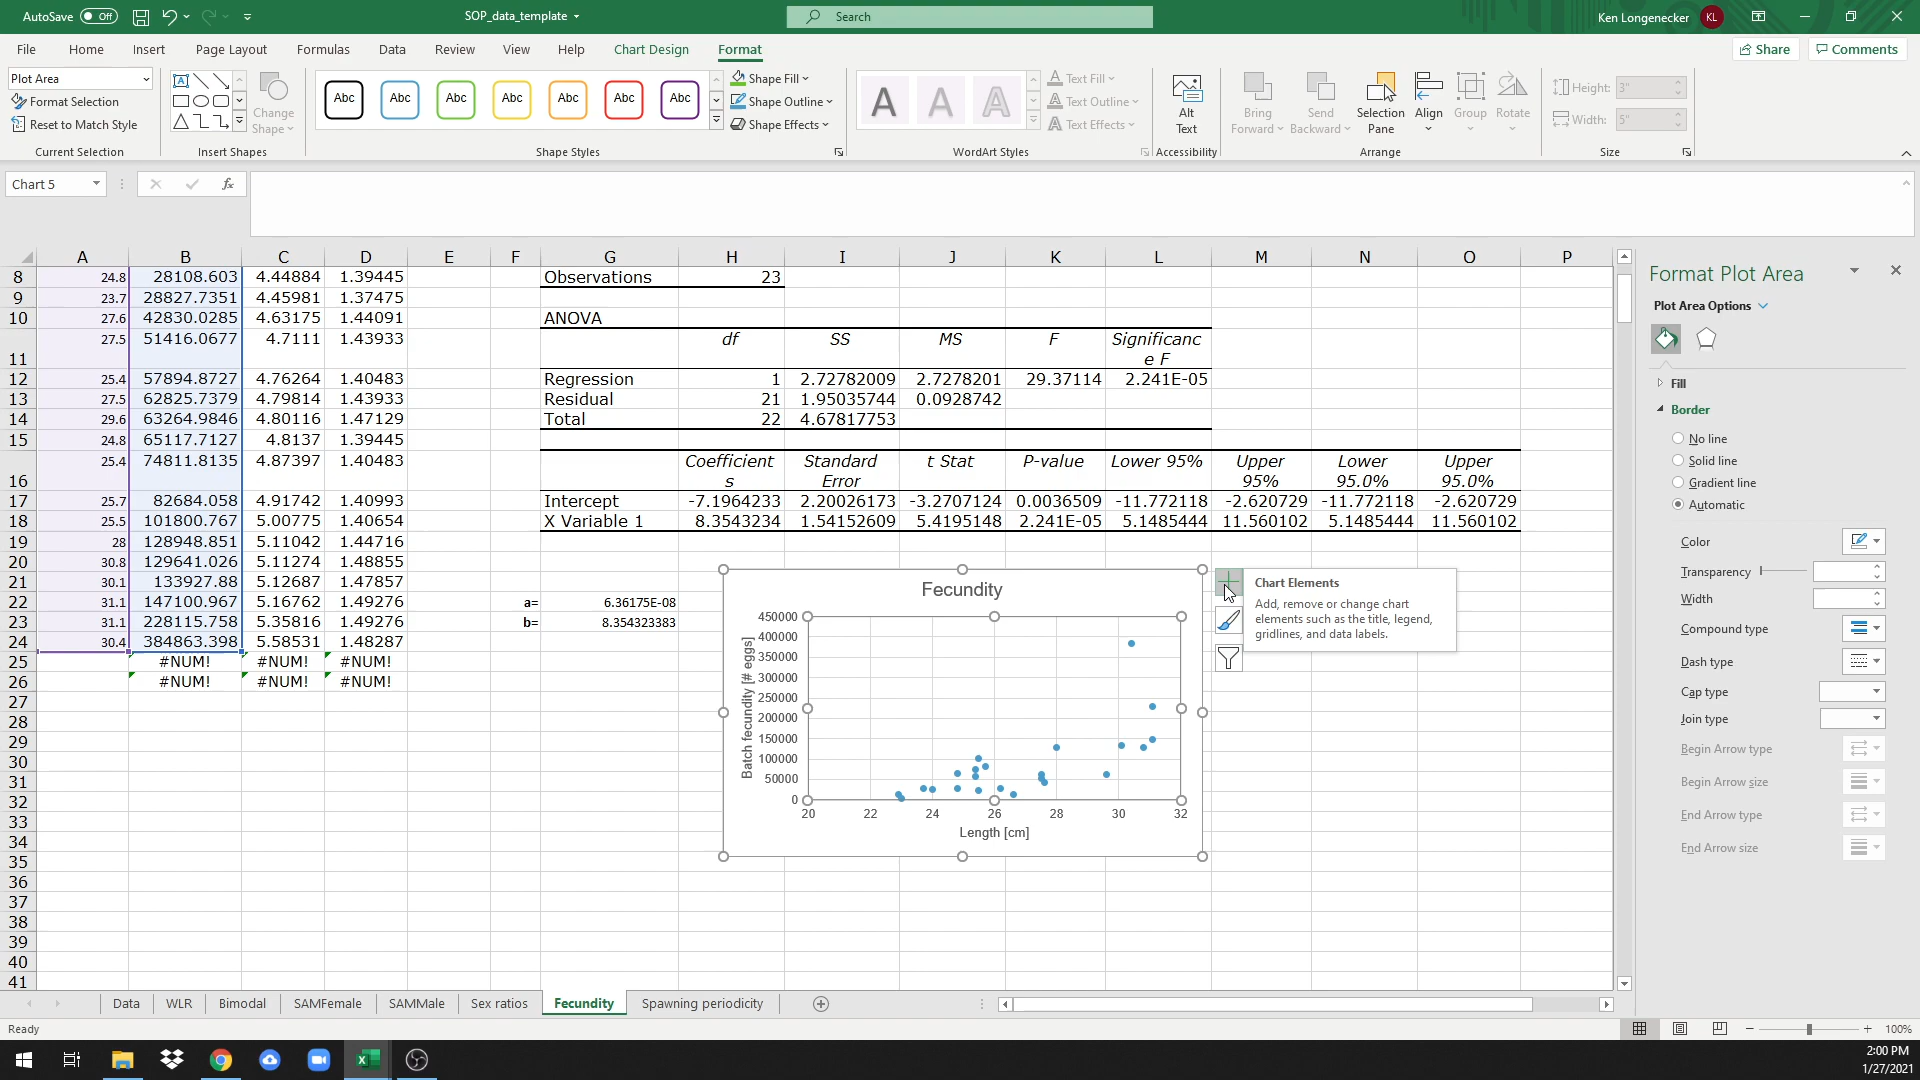 AutoSave Off SOP_data_template Search Ken Longenecker KL
File Home Insert Page Layout Formulas Data Review View Help Chart Design Format Share Comments
Plot Area
Format Selection
Reset to Match Style
Current Selection
Change
Shape
Insert Shapes
Abc Abc Abc Abc Abc Abc Abc
Shape Fill
Shape Outline
Shape Effects
Shape Styles
A A A
Text Fill
Text Outline
Text Effects
WordArt Styles
Alt
Text
Accessibility
Bring
Forward
Send
Backward
Selection
Pane
Align
Group
Rotate
Arrange
Height: 3"
Width: 5"
Size
Chart 5 fx
A B C D E F G H I J K L M N O P
8 24.8 28108.603 4.44884 1.39445 Observations 23
9 23.7 28827.7351 4.45981 1.37475
10 27.6 42830.0285 4.63175 1.44091 ANOVA
11 27.5 51416.0677 4.7111 1.43933 df SS MS F Significanc
e F
12 25.4 57894.8727 4.76264 1.40483 Regression 1 2.72782009 2.7278201 29.37114 2.241E-05
13 27.5 62825.7379 4.79814 1.43933 Residual 21 1.95035744 0.0928742
14 29.6 63264.9846 4.80116 1.47129 Total 22 4.67817753
15 24.8 65117.7127 4.8137 1.39445
16 25.4 74811.8135 4.87397 1.40483 Coefficient Standard t Stat P-value Lower 95% Upper Lower Upper
s Error 95% 95.0% 95.0%
17 25.7 82684.058 4.91742 1.40993 Intercept -7.1964233 2.20026173 -3.2707124 0.0036509 -11.772118 -2.620729 -11.772118 -2.620729
18 25.5 101800.767 5.00775 1.40654 X Variable 1 8.3543234 1.54152609 5.4195148 2.241E-05 5.1485444 11.560102 5.1485444 11.560102
19 28 128948.851 5.11042 1.44716
20 30.8 129641.026 5.11274 1.48855
21 30.1 133927.88 5.12687 1.47857
22 31.1 147100.967 5.16762 1.49276 a= 6.36175E-08
23 31.1 228115.758 5.35816 1.49276 b= 8.354323383
24 30.4 384863.398 5.58531 1.48287
25 #NUM! #NUM! #NUM!
26 #NUM! #NUM! #NUM!
27
28
29
30
31
32
33
34
35
36
37
38
39
40
41
Fecundity
Batch fecundity [# eggs]
450000
400000
350000
300000
250000
200000
150000
100000
50000
0
20 22 24 26 28 30 32
Length [cm]
Chart Elements
Add, remove or change chart
elements such as the title, legend,
gridlines, and data labels.
Format Plot Area
Plot Area Options
Fill
Border
No line
Solid line
Gradient line
Automatic
Color
Transparency
Width
Compound type
Dash type
Cap type
Join type
Begin Arrow type
Begin Arrow size
End Arrow type
End Arrow size
Data WLR Bimodal SAMFemale SAMMale Sex ratios Fecundity Spawning periodicity
Ready 100%
2:00 PM
1/27/2021